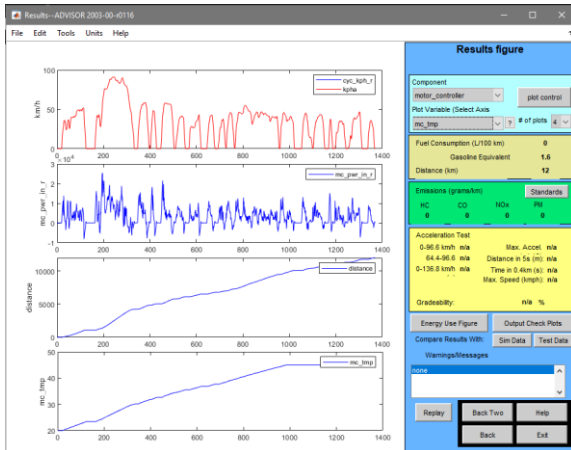 Results--ADVISOR 2003-00-r0116
File Edit Tools Units Help
Results figure
100
50
0
km/h
cyc_kph_r
kpha
0 200 400 600 800 1000 1200 1400
×10⁴
3
2
1
0
-1
mc_pwr_in_r
mc_pwr_in_r
0 200 400 600 800 1000 1200 1400
10000
5000
0
distance
distance
0 200 400 600 800 1000 1200 1400
50
40
30
20
mc_tmp
mc_tmp
0 200 400 600 800 1000 1200 1400
Component
motor_controller
plot control
Plot Variable (Select Axis
mc_tmp
?
# of plots 4
Fuel Consumption (L/100 km) 0
Gasoline Equivalent 1.6
Distance (km) 12
Emissions (grams/km) Standards
HC CO NOx PM
0 0 0 0
Acceleration Test
0-96.6 km/h n/a Max. Accel. n/a
64.4-96.6 n/a Distance in 5s (m): n/a
0-136.8 km/h n/a Time in 0.4km (s): n/a
Max. Speed (kmph): n/a
Gradeability: n/a %
Energy Use Figure Output Check Plots
Compare Results With: Sim Data Test Data
Warnings/Messages
none
Replay Back Two Help
Back Exit